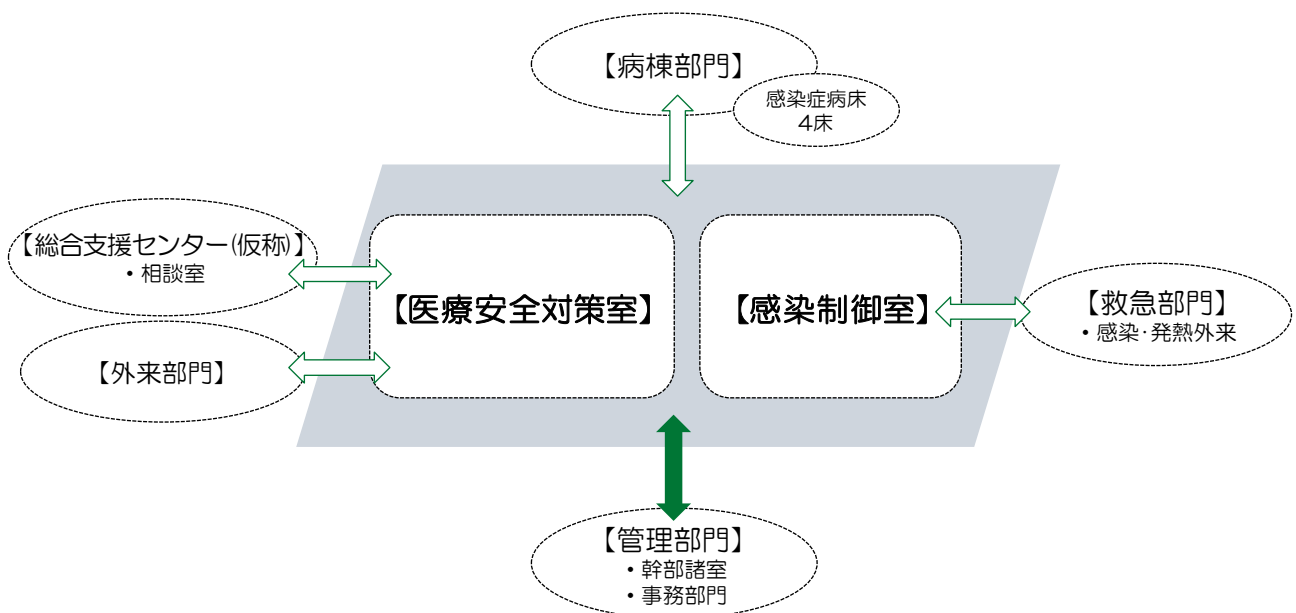 【病棟部門】
感染症病床
4床
【総合支援センター(仮称)】
・相談室
【医療安全対策室】
【感染制御室】
【救急部門】
・感染・発熱外来
【外来部門】
【管理部門】
・幹部諸室
・事務部門